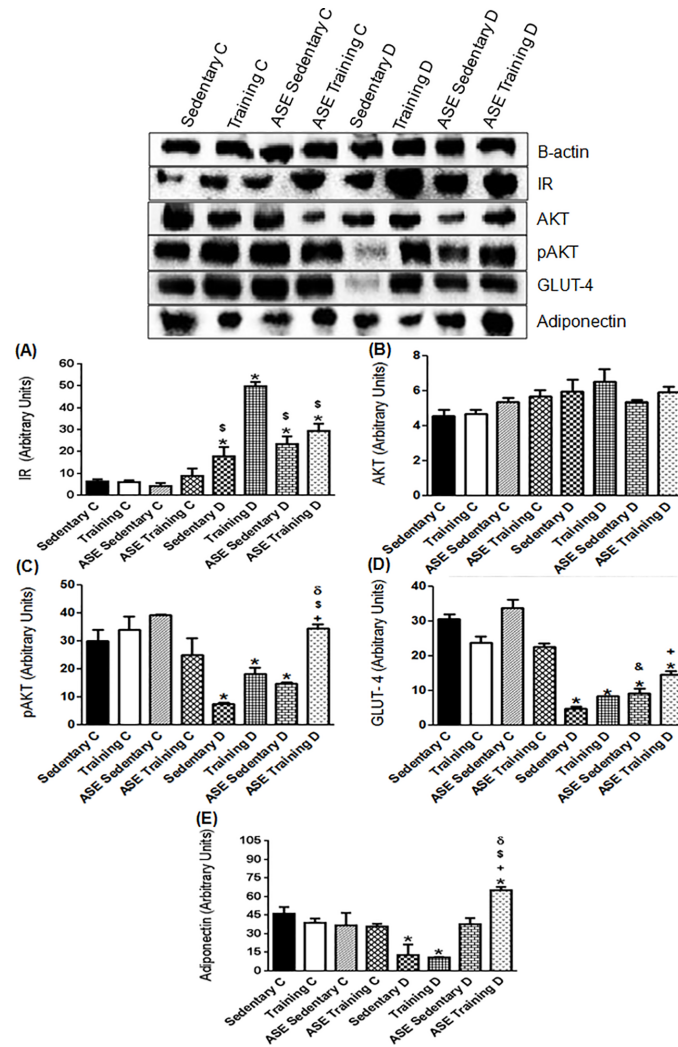 Sedentary C
Training C
ASE Sedentary C
ASE Training C
Sedentary D
Training D
ASE Sedentary D
ASE Training D
B-actin
IR
AKT
pAKT
GLUT-4
Adiponectin
(A)
IR (Arbitrary Units)
60
50
40
30
20
10
0
$
*
*
$
*
$
*
Sedentary C
Training C
ASE Sedentary C
ASE Training C
Sedentary D
Training D
ASE Sedentary D
ASE Training D
(B)
AKT (Arbitrary Units)
8
6
4
2
0
Sedentary C
Training C
ASE Sedentary C
ASE Training C
Sedentary D
Training D
ASE Sedentary D
ASE Training D
(C)
pAKT (Arbitrary Units)
40
30
20
10
0
*
*
*
δ
$
+
Sedentary C
Training C
ASE Sedentary C
ASE Training C
Sedentary D
Training D
ASE Sedentary D
ASE Training D
(D)
GLUT- 4 (Arbitrary Units)
40
30
20
10
0
*
*
&
*
+
*
Sedentary C
Training C
ASE Sedentary C
ASE Training C
Sedentary D
Training D
ASE Sedentary D
ASE Training D
(E)
Adiponectin (Arbitrary Units)
105
90
75
60
45
30
15
0
*
*
δ
$
+
*
Sedentary C
Training C
ASE Sedentary C
ASE Training C
Sedentary D
Training D
ASE Sedentary D
ASE Training D